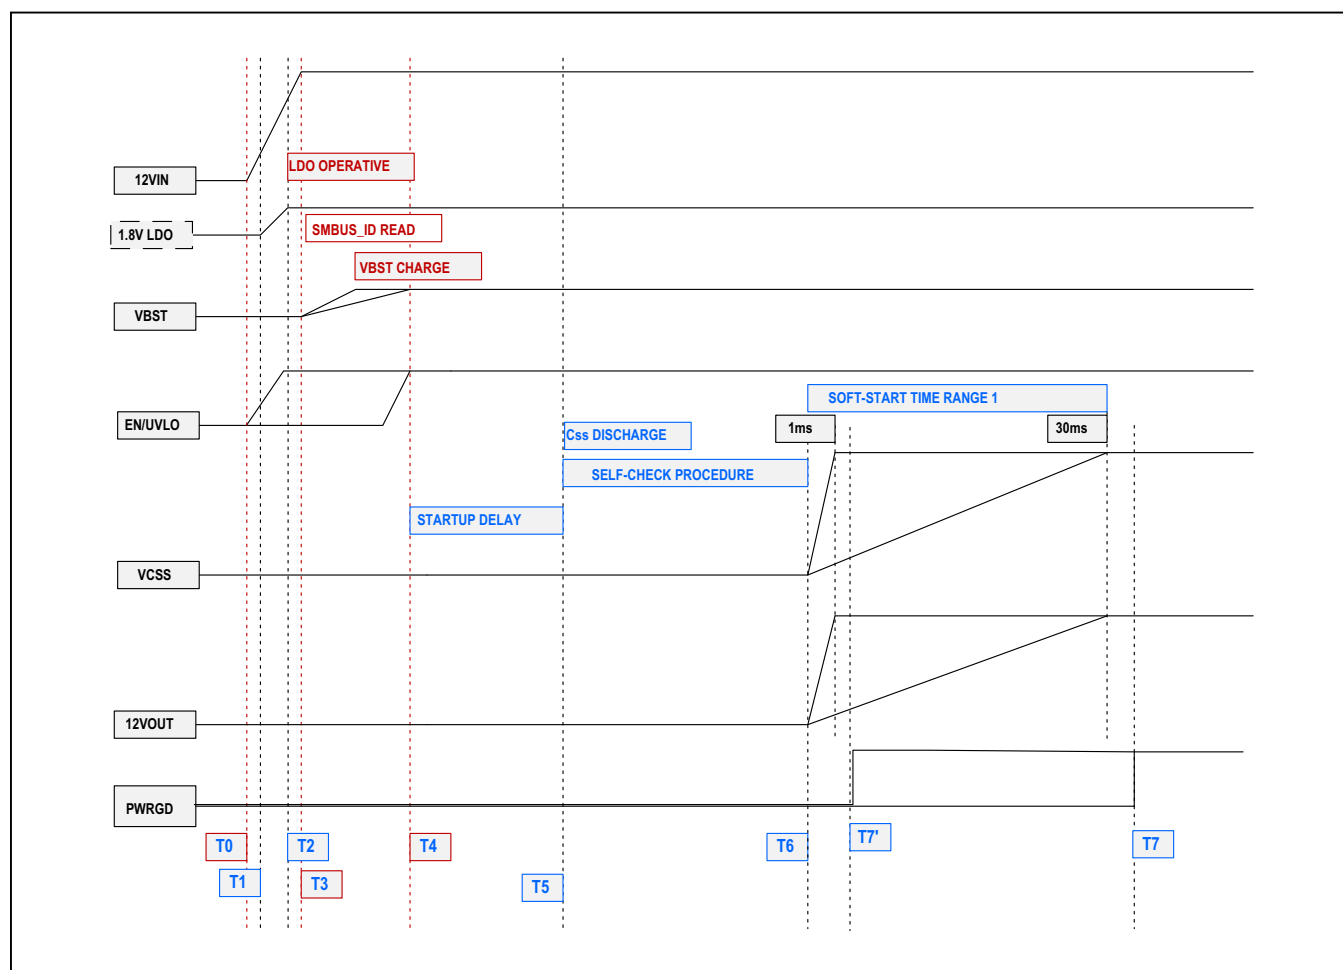 LDO OPERATIVE
12VIN
SMBUS_ID READ
1.8V LDO
VBST CHARGE
VBST
SOFT-START TIME RANGE 1
EN/UVLO
1ms
30ms
Css DISCHARGE
SELF-CHECK PROCEDURE
STARTUP DELAY
VCSS
12VOUT
PWRGD
T0
T2
T4
T6
T7'
T7
T1
T3
T5